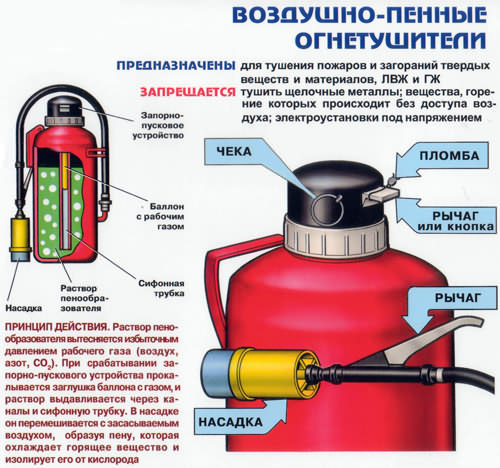 ВОЗДУШНО-ПЕННЫЕ
ОГНЕТУШИТЕЛИ
ПРЕДНАЗНАЧЕНЫ для тушения пожаров и загораний твердых
веществ и материалов, ЛВЖ и ГЖ
ЗАПРЕЩАЕТСЯ тушить щелочные металлы; вещества, горе-
ние которых происходит без доступа воз-
духа; электроустановки под напряжением
Запорно-
пусковое
устройство
Баллон
с рабочим
газом
Сифонная
трубка
Раствор
пенообра-
зователя
Насадка
ЧЕКА
ПЛОМБА
РЫЧАГ
ИЛИ КНОПКА
РЫЧАГ
НАСАДКА
ПРИНЦИП ДЕЙСТВИЯ. Раствор пено-
образователя вытесняется избыточным
давлением рабочего газа (воздух,
азот, CO₂). При срабатывании за-
порно-пускового устройства прока-
лывается заглушка баллона с газом, и
раствор выдавливается через ка-
налы и сифонную трубку. В насадке
он перемешивается с засасываемым
воздухом, образуя пену, которая
охлаждает горящее вещество и
изолирует его от кислорода